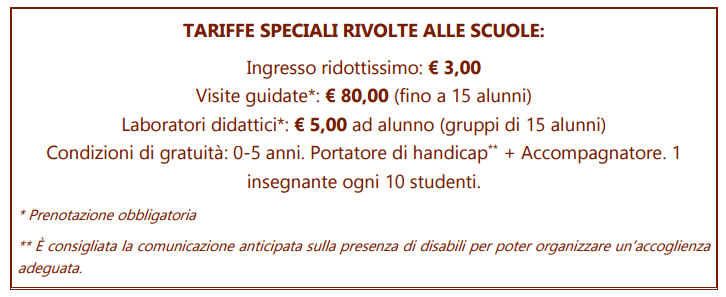 TARIFFE SPECIALI RIVOLTE ALLE SCUOLE:
Ingresso ridottissimo: € 3,00
Visite guidate*: € 80,00 (fino a 15 alunni)
Laboratori didattici*: € 5,00 ad alunno (gruppi di 15 alunni)
Condizioni di gratuità: 0-5 anni. Portatore di handicap** + Accompagnatore. 1
insegnante ogni 10 studenti.
* Prenotazione obbligatoria
** È consigliata la comunicazione anticipata sulla presenza di disabili per poter organizzare un'accoglienza
adeguata.